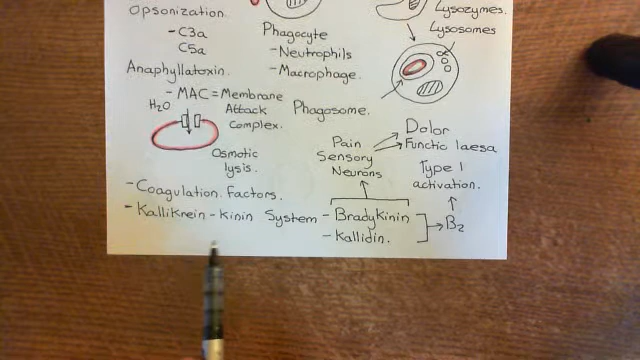 Opsonization
- C3a
C5a
Anaphyllatoxin.
- MAC = Membrane
Attack
Complex.
H2O
Osmotic
lysis.
- Coagulation Factors.
- Kallikrein - Kinin System - Bradykinin
- Kallidin.
Phagocyte
- Neutrophils
- Macrophage.
Phagosome.
Lysozymes.
Lysosomes
Pain
Sensory
Neurons
Dolor
Functio laesa
Type 1
activation.
B2